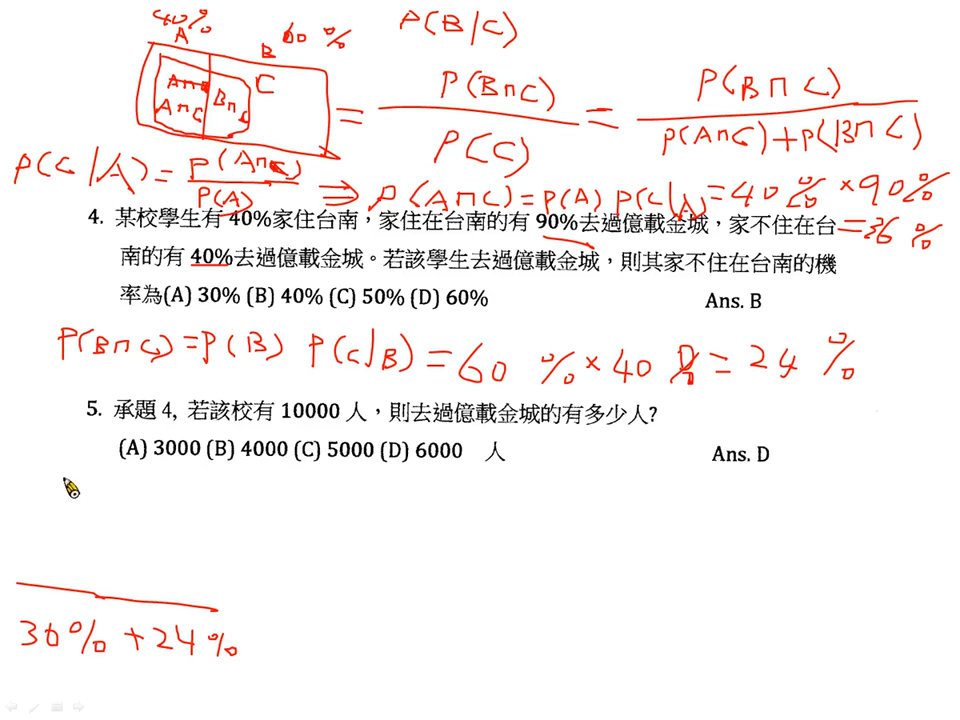 40%
A
B 60 %
P(B|C)
C
A∩C B∩C
= P(B∩C) / P(C) = P(B∩C) / P(A∩C)+P(B∩C)
P(C|A) = P(A∩C) / P(A) ⇒ P(A∩C) = P(A) P(C|A) = 40% × 90%
= 36 %
4. 某校學生有 40%家住台南，家住在台南的有 90%去過億載金城，家不住在台
南的有 40%去過億載金城。若該學生去過億載金城，則其家不住在台南的機
率為(A) 30% (B) 40% (C) 50% (D) 60% Ans. B
P(B∩C) = P(B) P(C|B) = 60 % × 40 % = 24 %
5. 承題 4, 若該校有 10000 人，則去過億載金城的有多少人?
(A) 3000 (B) 4000 (C) 5000 (D) 6000 人 Ans. D
36% + 24%